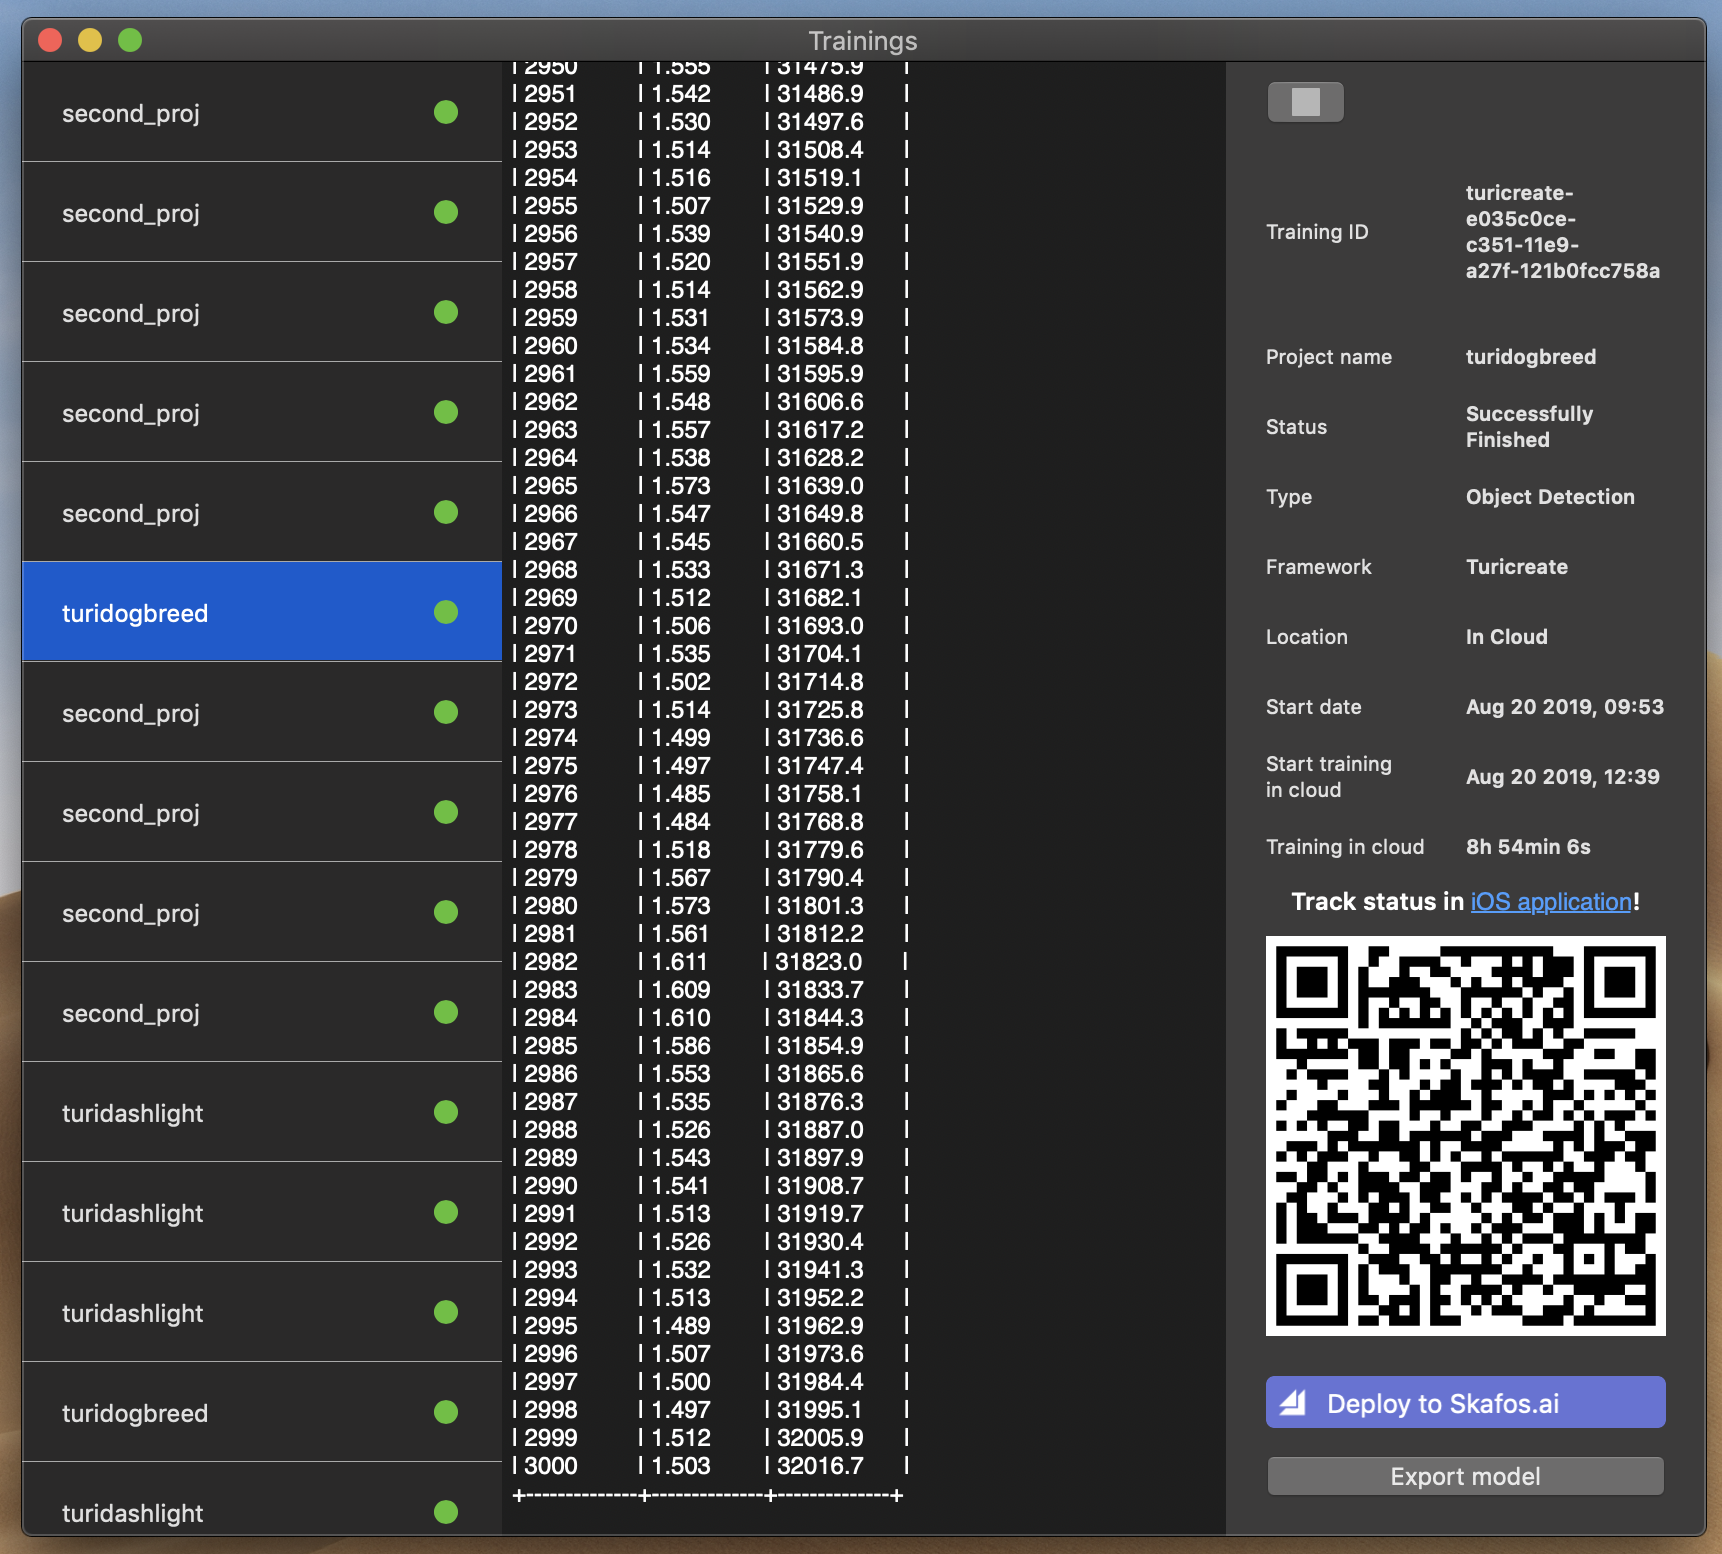 Trainings
second_proj
second_proj
second_proj
second_proj
second_proj
turidogbreed
second_proj
second_proj
second_proj
second_proj
turidashlight
turidashlight
turidashlight
turidogbreed
turidashlight
| 2950 | 1.555 | 31475.9 |
| 2951 | 1.542 | 31486.9 |
| 2952 | 1.530 | 31497.6 |
| 2953 | 1.514 | 31508.4 |
| 2954 | 1.516 | 31519.1 |
| 2955 | 1.507 | 31529.9 |
| 2956 | 1.539 | 31540.9 |
| 2957 | 1.520 | 31551.9 |
| 2958 | 1.514 | 31562.9 |
| 2959 | 1.531 | 31573.9 |
| 2960 | 1.534 | 31584.8 |
| 2961 | 1.559 | 31595.9 |
| 2962 | 1.548 | 31606.6 |
| 2963 | 1.557 | 31617.2 |
| 2964 | 1.538 | 31628.2 |
| 2965 | 1.573 | 31639.0 |
| 2966 | 1.547 | 31649.8 |
| 2967 | 1.545 | 31660.5 |
| 2968 | 1.533 | 31671.3 |
| 2969 | 1.512 | 31682.1 |
| 2970 | 1.506 | 31693.0 |
| 2971 | 1.535 | 31704.1 |
| 2972 | 1.502 | 31714.8 |
| 2973 | 1.514 | 31725.8 |
| 2974 | 1.499 | 31736.6 |
| 2975 | 1.497 | 31747.4 |
| 2976 | 1.485 | 31758.1 |
| 2977 | 1.484 | 31768.8 |
| 2978 | 1.518 | 31779.6 |
| 2979 | 1.567 | 31790.4 |
| 2980 | 1.573 | 31801.3 |
| 2981 | 1.561 | 31812.2 |
| 2982 | 1.611 | 31823.0 |
| 2983 | 1.609 | 31833.7 |
| 2984 | 1.610 | 31844.3 |
| 2985 | 1.586 | 31854.9 |
| 2986 | 1.553 | 31865.6 |
| 2987 | 1.535 | 31876.3 |
| 2988 | 1.526 | 31887.0 |
| 2989 | 1.543 | 31897.9 |
| 2990 | 1.541 | 31908.7 |
| 2991 | 1.513 | 31919.7 |
| 2992 | 1.526 | 31930.4 |
| 2993 | 1.532 | 31941.3 |
| 2994 | 1.513 | 31952.2 |
| 2995 | 1.489 | 31962.9 |
| 2996 | 1.507 | 31973.6 |
| 2997 | 1.500 | 31984.4 |
| 2998 | 1.497 | 31995.1 |
| 2999 | 1.512 | 32005.9 |
| 3000 | 1.503 | 32016.7 |
+--------------+--------------+--------------+
Training ID
turicreate-
e035c0ce-
c351-11e9-
a27f-121b0fcc758a
Project name turidogbreed
Status
Successfully
Finished
Type Object Detection
Framework Turicreate
Location In Cloud
Start date Aug 20 2019, 09:53
Start training
in cloud
Aug 20 2019, 12:39
Training in cloud 8h 54min 6s
Track status in iOS application!
Deploy to Skafos.ai
Export model